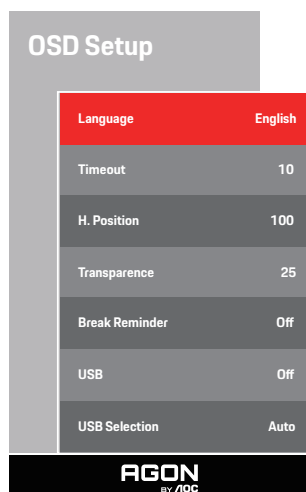 OSD Setup
Language English
Timeout 10
H. Position 100
Transparence 25
Break Reminder Off
USB Off
USB Selection Auto
AGON
BY AOC